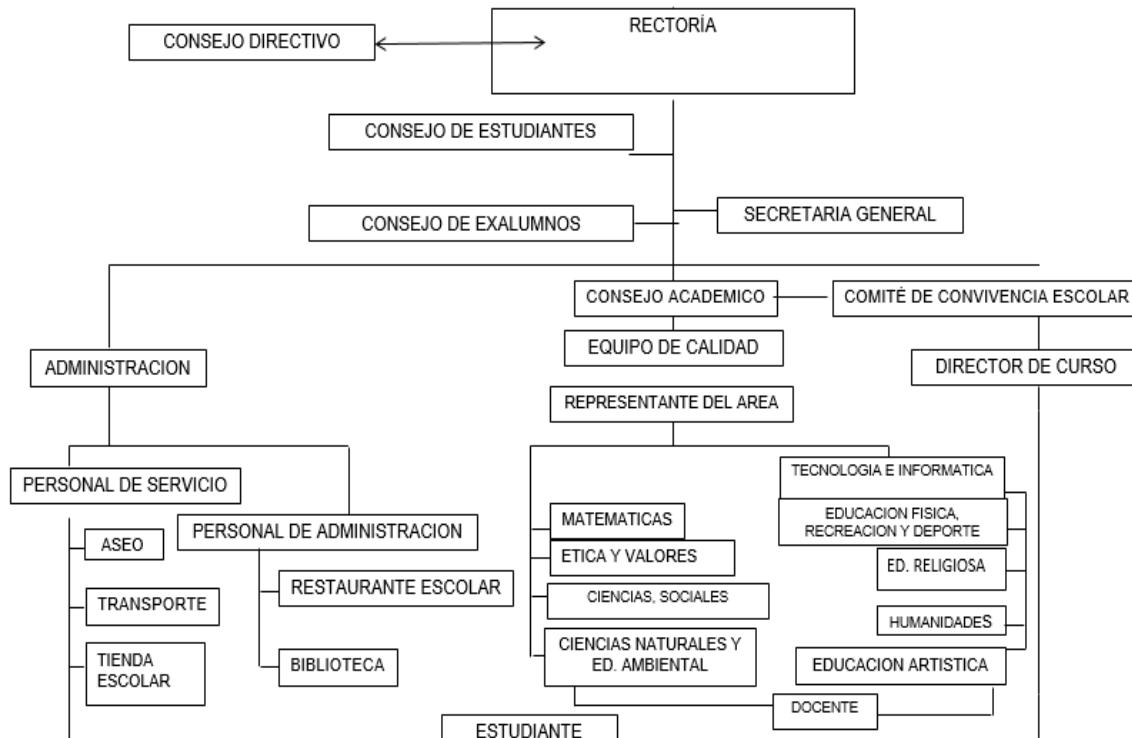 RECTORÍA
CONSEJO DIRECTIVO
CONSEJO DE ESTUDIANTES
SECRETARIA GENERAL
CONSEJO DE EXALUMNOS
CONSEJO ACADEMICO
COMITÉ DE CONVIVENCIA ESCOLAR
EQUIPO DE CALIDAD
ADMINISTRACION
DIRECTOR DE CURSO
REPRESENTANTE DEL AREA
PERSONAL DE SERVICIO
TECNOLOGIA E INFORMATICA
PERSONAL DE ADMINISTRACION
MATEMATICAS
EDUCACION FISICA,
RECREACION Y DEPORTE
ASEO
ETICA Y VALORES
ED. RELIGIOSA
RESTAURANTE ESCOLAR
TRANSPORTE
CIENCIAS, SOCIALES
HUMANIDADES
TIENDA
ESCOLAR
BIBLIOTECA
CIENCIAS NATURALES Y
ED. AMBIENTAL
EDUCACION ARTISTICA
DOCENTE
ESTUDIANTE